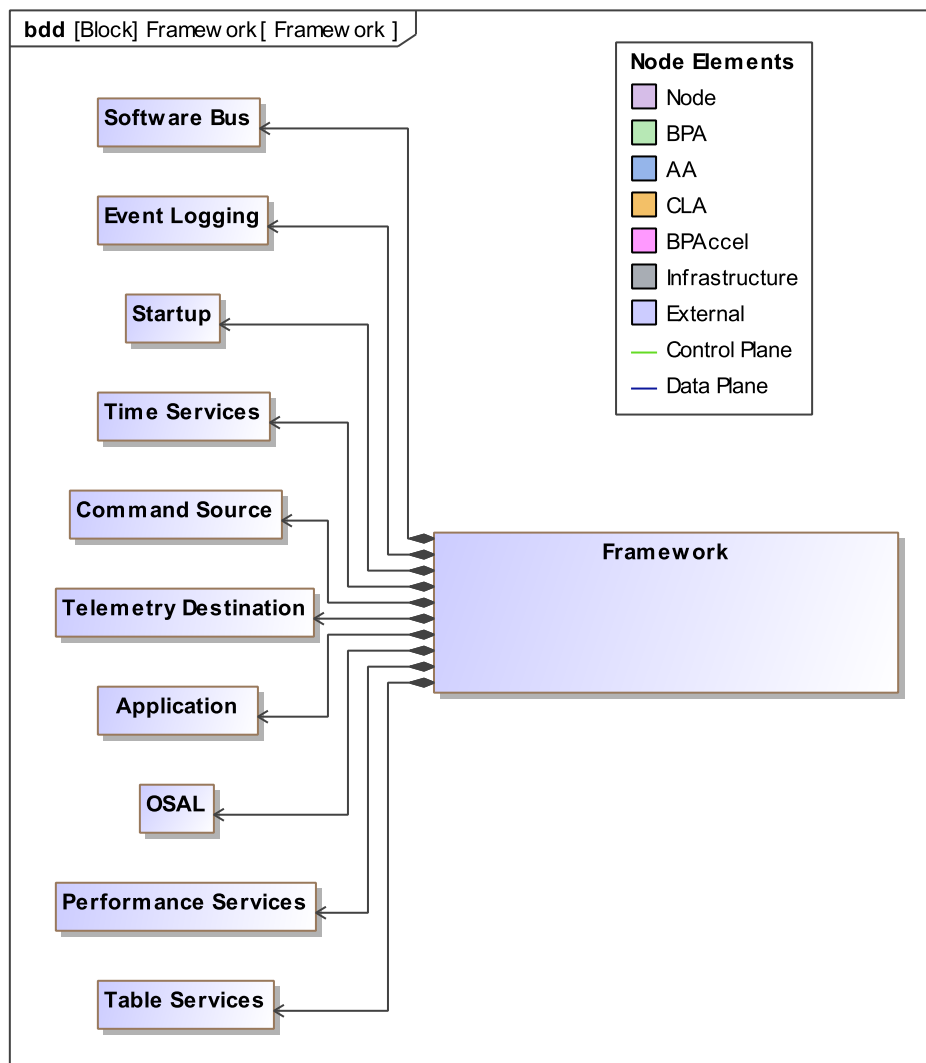 bdd [Block] Framework [ Framework ]
Node Elements
Node
BPA
AA
CLA
BPAccel
Infrastructure
External
Control Plane
Data Plane
Software Bus
Event Logging
Startup
Time Services
Command Source
Telemetry Destination
Application
OSAL
Performance Services
Table Services
Framework